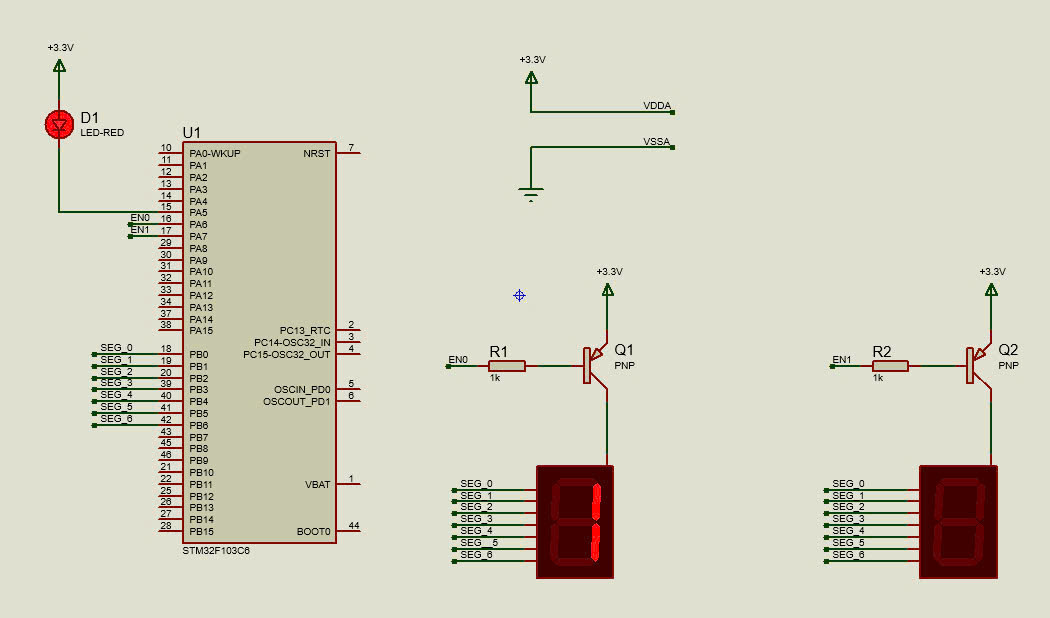 +3.3V
D1
LED-RED
U1
10 PA0-WKUP
11 PA1
12 PA2
13 PA3
14 PA4
15 PA5
EN0 16 PA6
EN1 17 PA7
29 PA8
30 PA9
31 PA10
32 PA11
33 PA12
34 PA13
37 PA14
38 PA15
SEG_0 18 PB0
SEG_1 19 PB1
SEG_2 20 PB2
SEG_3 39 PB3
SEG_4 40 PB4
SEG_5 41 PB5
SEG_6 42 PB6
43 PB7
45 PB8
46 PB9
21 PB10
22 PB11
25 PB12
26 PB13
27 PB14
28 PB15
NRST 7
PC13_RTC 2
PC14-OSC32_IN 3
PC15-OSC32_OUT 4
OSCIN_PD0 5
OSCOUT_PD1 6
VBAT 1
BOOT0 44
STM32F103C6
+3.3V
VDDA
VSSA
+3.3V
EN0
R1
1k
Q1
PNP
SEG_0
SEG_1
SEG_2
SEG_3
SEG_4
SEG__5
SEG_6
1
+3.3V
EN1
R2
1k
Q2
PNP
SEG_0
SEG_1
SEG_2
SEG_3
SEG_4
SEG_5
SEG_6